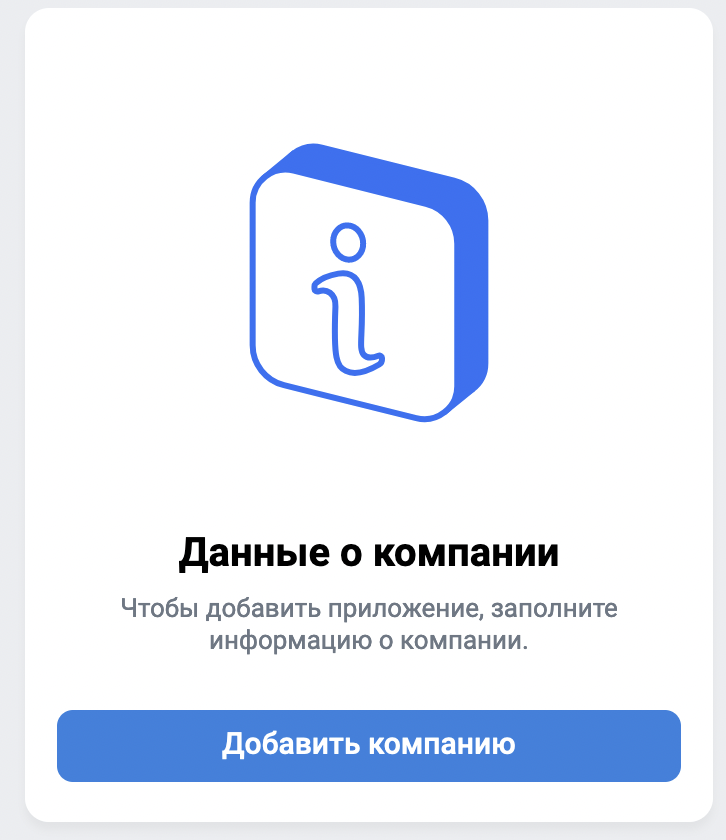 Данные о компании
Чтобы добавить приложение, заполните
информацию о компании.
Добавить компанию